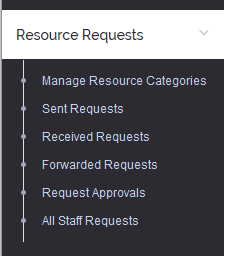 Resource Requests
Manage Resource Categories
Sent Requests
Received Requests
Forwarded Requests
Request Approvals
All Staff Requests